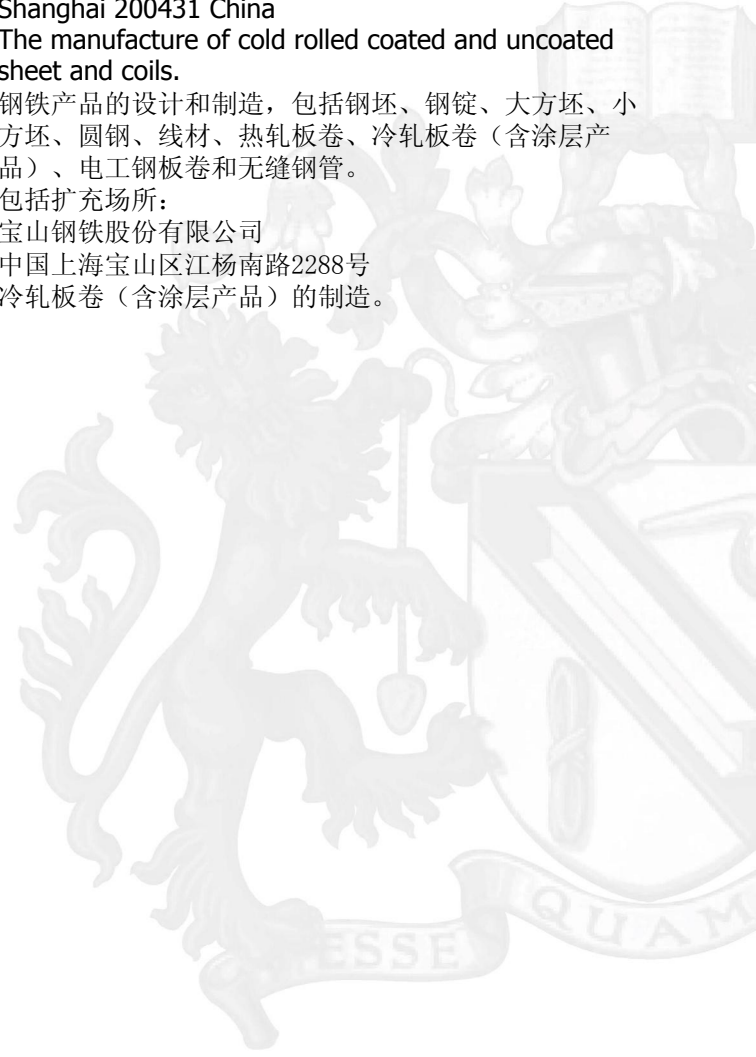 Shanghai 200431 China
The manufacture of cold rolled coated and uncoated
sheet and coils.
钢铁产品的设计和制造，包括钢坯、钢锭、大方坯、小
方坯、圆钢、线材、热轧板卷、冷轧板卷（含涂层产
品）、电工钢板卷和无缝钢管。
包括扩充场所：
宝山钢铁股份有限公司
中国上海宝山区江杨南路2288号
冷轧板卷（含涂层产品）的制造。
ESSE QUAM